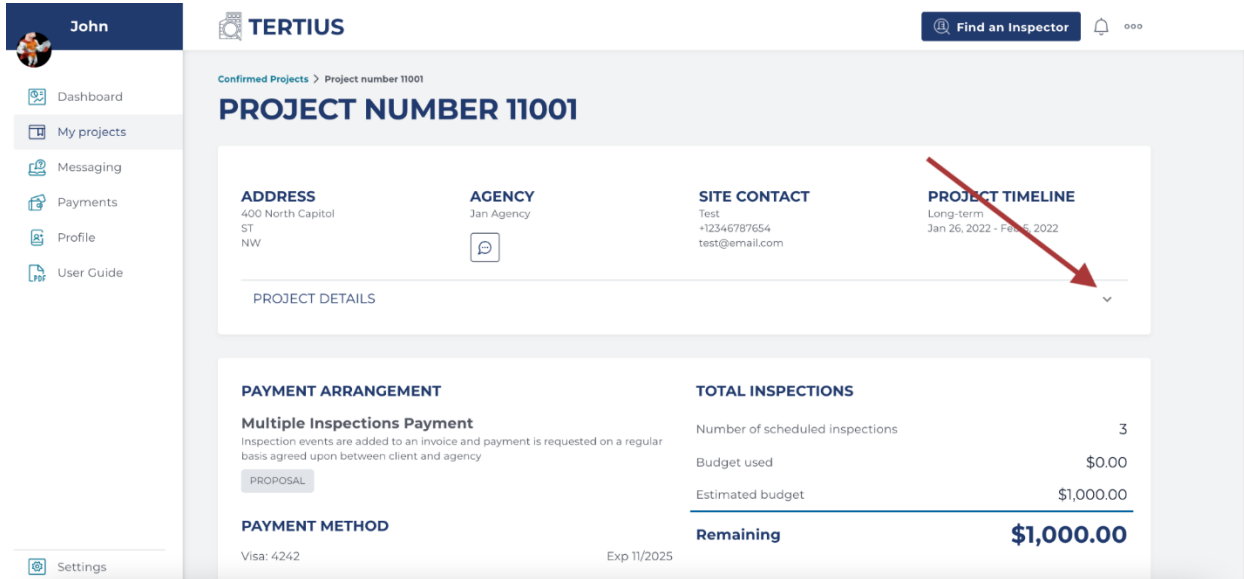 John
TERTIUS
Find an Inspector
Dashboard
My projects
Messaging
Payments
Profile
PDF
User Guide
Settings
Confirmed Projects > Project number 11001
PROJECT NUMBER 11001
ADDRESS
400 North Capitol
ST
NW
AGENCY
Jan Agency
SITE CONTACT
Test
+12346787654
test@email.com
PROJECT TIMELINE
Long-term
Jan 26, 2022 - Feb 5, 2022
PROJECT DETAILS
PAYMENT ARRANGEMENT
Multiple Inspections Payment
Inspection events are added to an invoice and payment is requested on a regular
basis agreed upon between client and agency
PROPOSAL
PAYMENT METHOD
Visa: 4242 Exp 11/2025
TOTAL INSPECTIONS
Number of scheduled inspections 3
Budget used $0.00
Estimated budget $1,000.00
Remaining $1,000.00